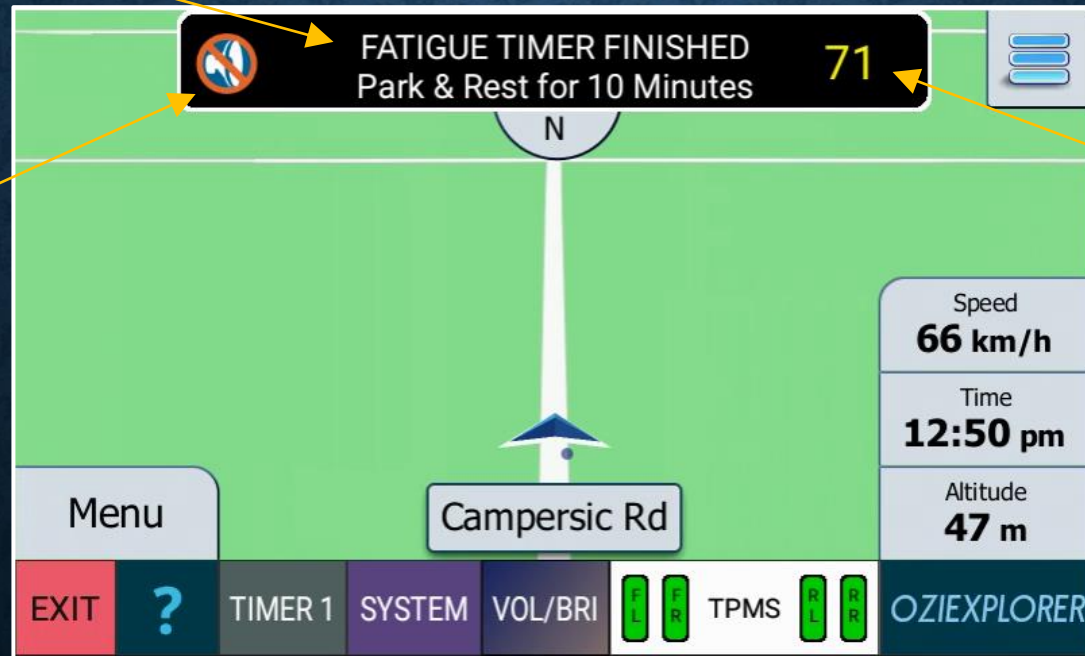 FATIGUE TIMER FINISHED
Park & Rest for 10 Minutes
71
N
Speed
66 km/h
Time
12:50 pm
Altitude
47 m
Menu
Campersic Rd
EXIT ? TIMER 1 SYSTEM VOL/BRI FL FR TPMS RL RR OZIEXPLORER